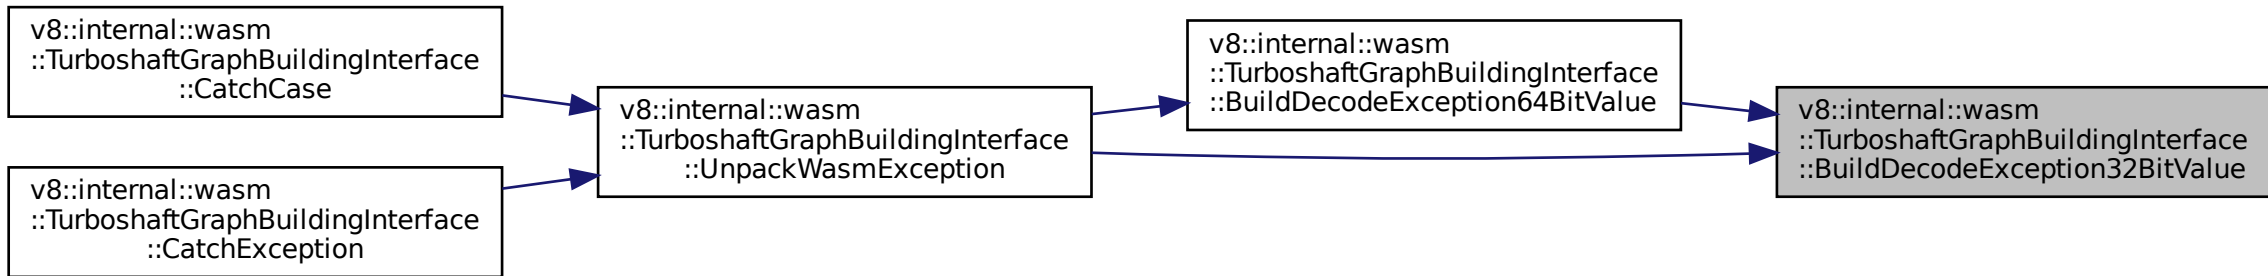 v8::internal::wasm
::TurboshaftGraphBuildingInterface
::CatchCase
v8::internal::wasm
::TurboshaftGraphBuildingInterface
::CatchException
v8::internal::wasm
::TurboshaftGraphBuildingInterface
::UnpackWasmException
v8::internal::wasm
::TurboshaftGraphBuildingInterface
::BuildDecodeException64BitValue
v8::internal::wasm
::TurboshaftGraphBuildingInterface
::BuildDecodeException32BitValue